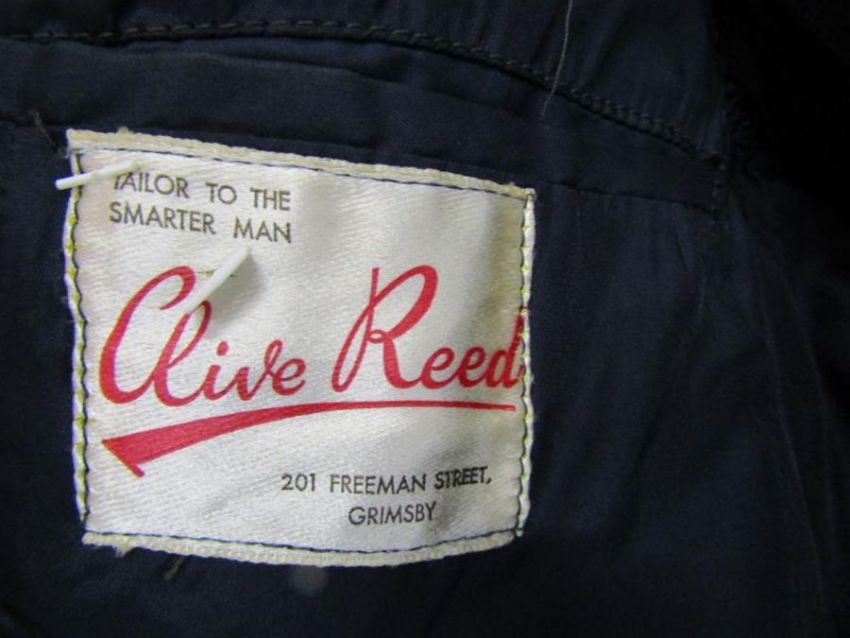 TAILOR TO THE
SMARTER MAN
Clive Reed
201 FREEMAN STREET,
GRIMSBY